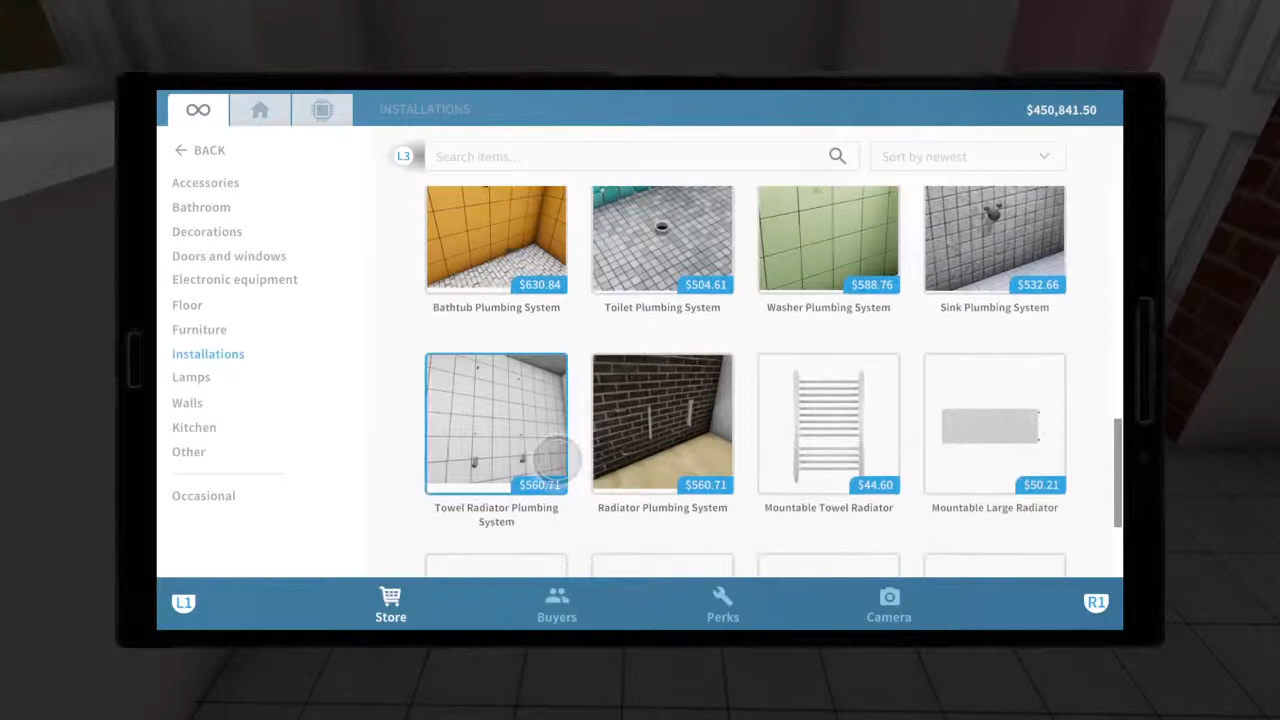 INSTALLATIONS
$450,841.50
BACK
L3
Search items...
Sort by newest
Accessories
Bathroom
Decorations
Doors and windows
Electronic equipment
Floor
Furniture
Installations
Lamps
Walls
Kitchen
Other
Occasional
$630.84
$504.61
$588.76
$532.66
Bathtub Plumbing System
Toilet Plumbing System
Washer Plumbing System
Sink Plumbing System
$560.71
$560.71
$44.60
$50.21
Towel Radiator Plumbing
System
Radiator Plumbing System
Mountable Towel Radiator
Mountable Large Radiator
L1
Store
Buyers
Perks
Camera
R1